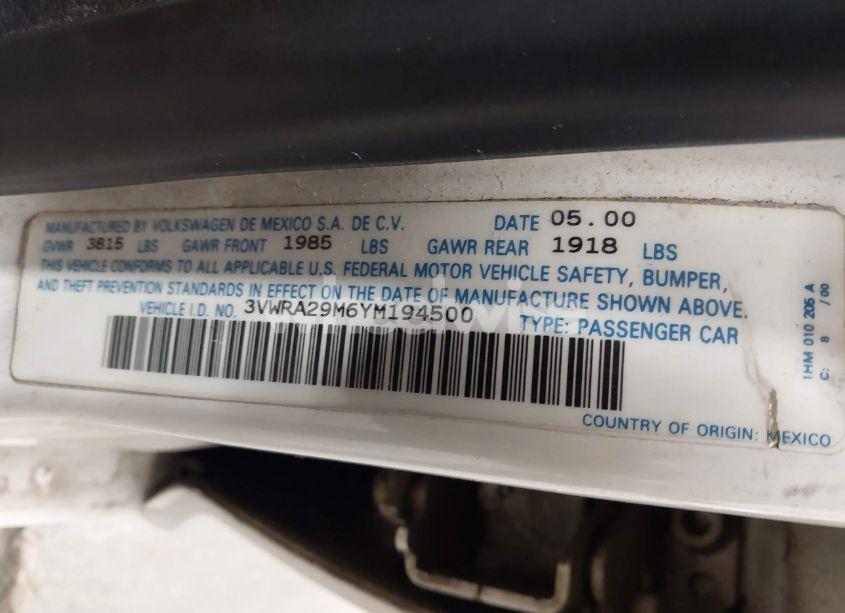 MANUFACTURED BY VOLKSWAGEN DE MEXICO S.A. DE C.V. DATE 05.00
GVWR 3815 LBS GAWR FRONT 1985 LBS GAWR REAR 1918 LBS
THIS VEHICLE CONFORMS TO ALL APPLICABLE U.S. FEDERAL MOTOR VEHICLE SAFETY, BUMPER,
AND THEFT PREVENTION STANDARDS IN EFFECT ON THE DATE OF MANUFACTURE SHOWN ABOVE.
VEHICLE I.D. NO. 3VWRA29M6YM194500 TYPE: PASSENGER CAR
COUNTRY OF ORIGIN: MEXICO
1HM 010 205 A
C: 8 /00